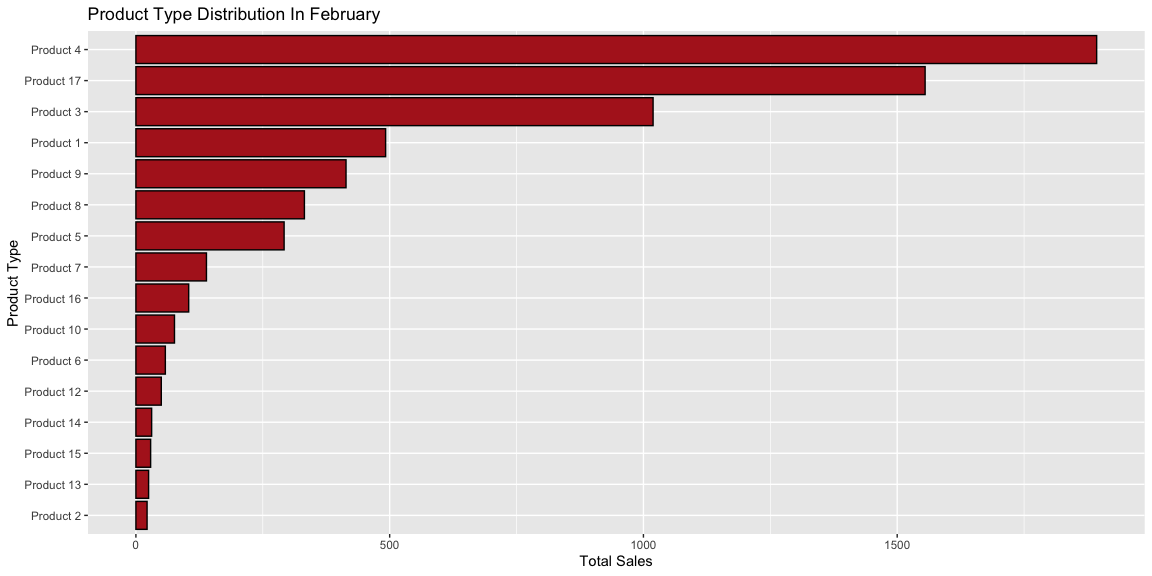 Product Type Distribution In February
Product Type
Product 4
Product 17
Product 3
Product 1
Product 9
Product 8
Product 5
Product 7
Product 16
Product 10
Product 6
Product 12
Product 14
Product 15
Product 13
Product 2
0 500 1000 1500
Total Sales